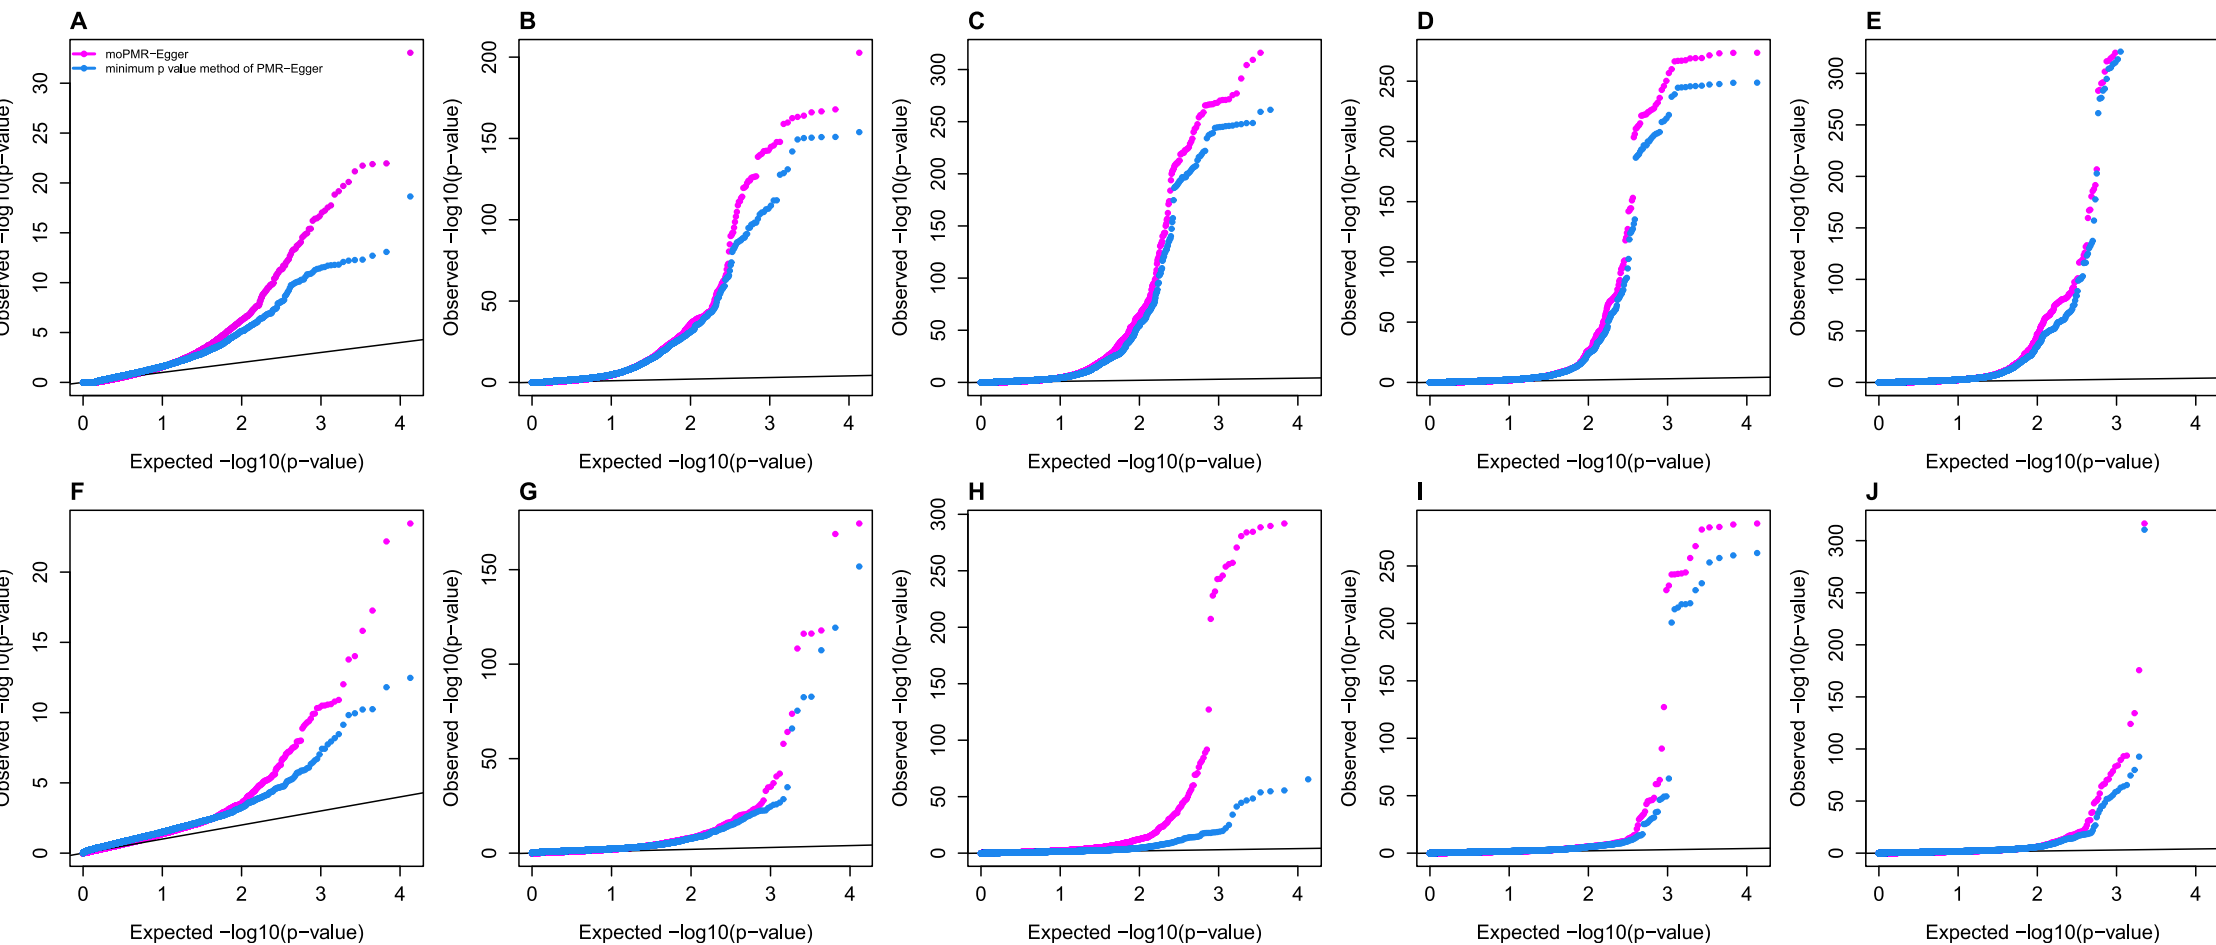 A
B
C
D
E
moPMR−Egger
minimum p value method of PMR−Egger
Observed −log10(p−value)
0 5 10 15 20 25 30
0 1 2 3 4
Expected −log10(p−value)
Observed −log10(p−value)
0 50 100 150 200
0 1 2 3 4
Expected −log10(p−value)
Observed −log10(p−value)
0 50 100 150 200 250 300
0 1 2 3 4
Expected −log10(p−value)
Observed −log10(p−value)
0 50 100 150 200 250
0 1 2 3 4
Expected −log10(p−value)
Observed −log10(p−value)
0 50 100 150 200 250 300
0 1 2 3 4
Expected −log10(p−value)
F
G
H
I
J
Observed −log10(p−value)
0 5 10 15 20
0 1 2 3 4
Expected −log10(p−value)
Observed −log10(p−value)
0 50 100 150
0 1 2 3 4
Expected −log10(p−value)
Observed −log10(p−value)
0 50 100 150 200 250 300
0 1 2 3 4
Expected −log10(p−value)
Observed −log10(p−value)
0 50 100 150 200 250
0 1 2 3 4
Expected −log10(p−value)
Observed −log10(p−value)
0 50 100 150 200 250 300
0 1 2 3 4
Expected −log10(p−value)